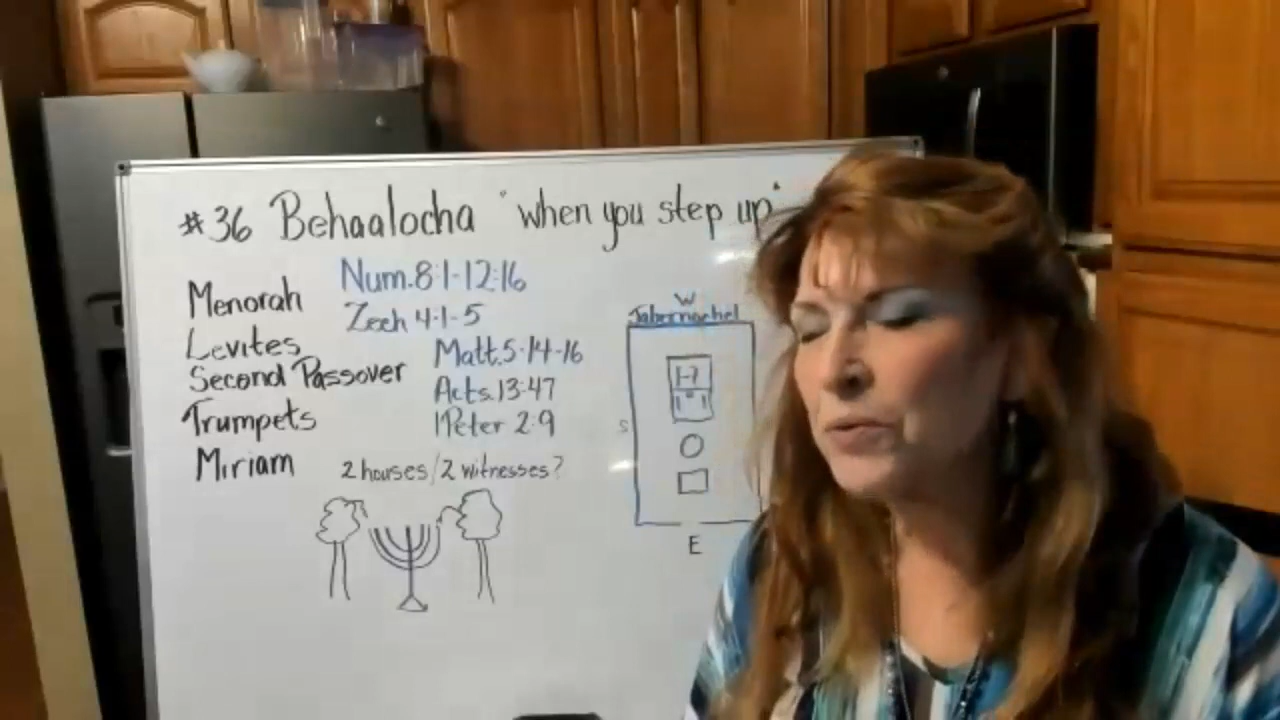 #36 Behaalocha "when you step up"
Menorah Num. 8:1-12:16
Zech 4:1-5
Levites Matt. 5:14-16
Second Passover Acts. 13:47
Trumpets 1Peter 2:9
Miriam 2 houses/2 witnesses?
W
Tabernachel
S
E